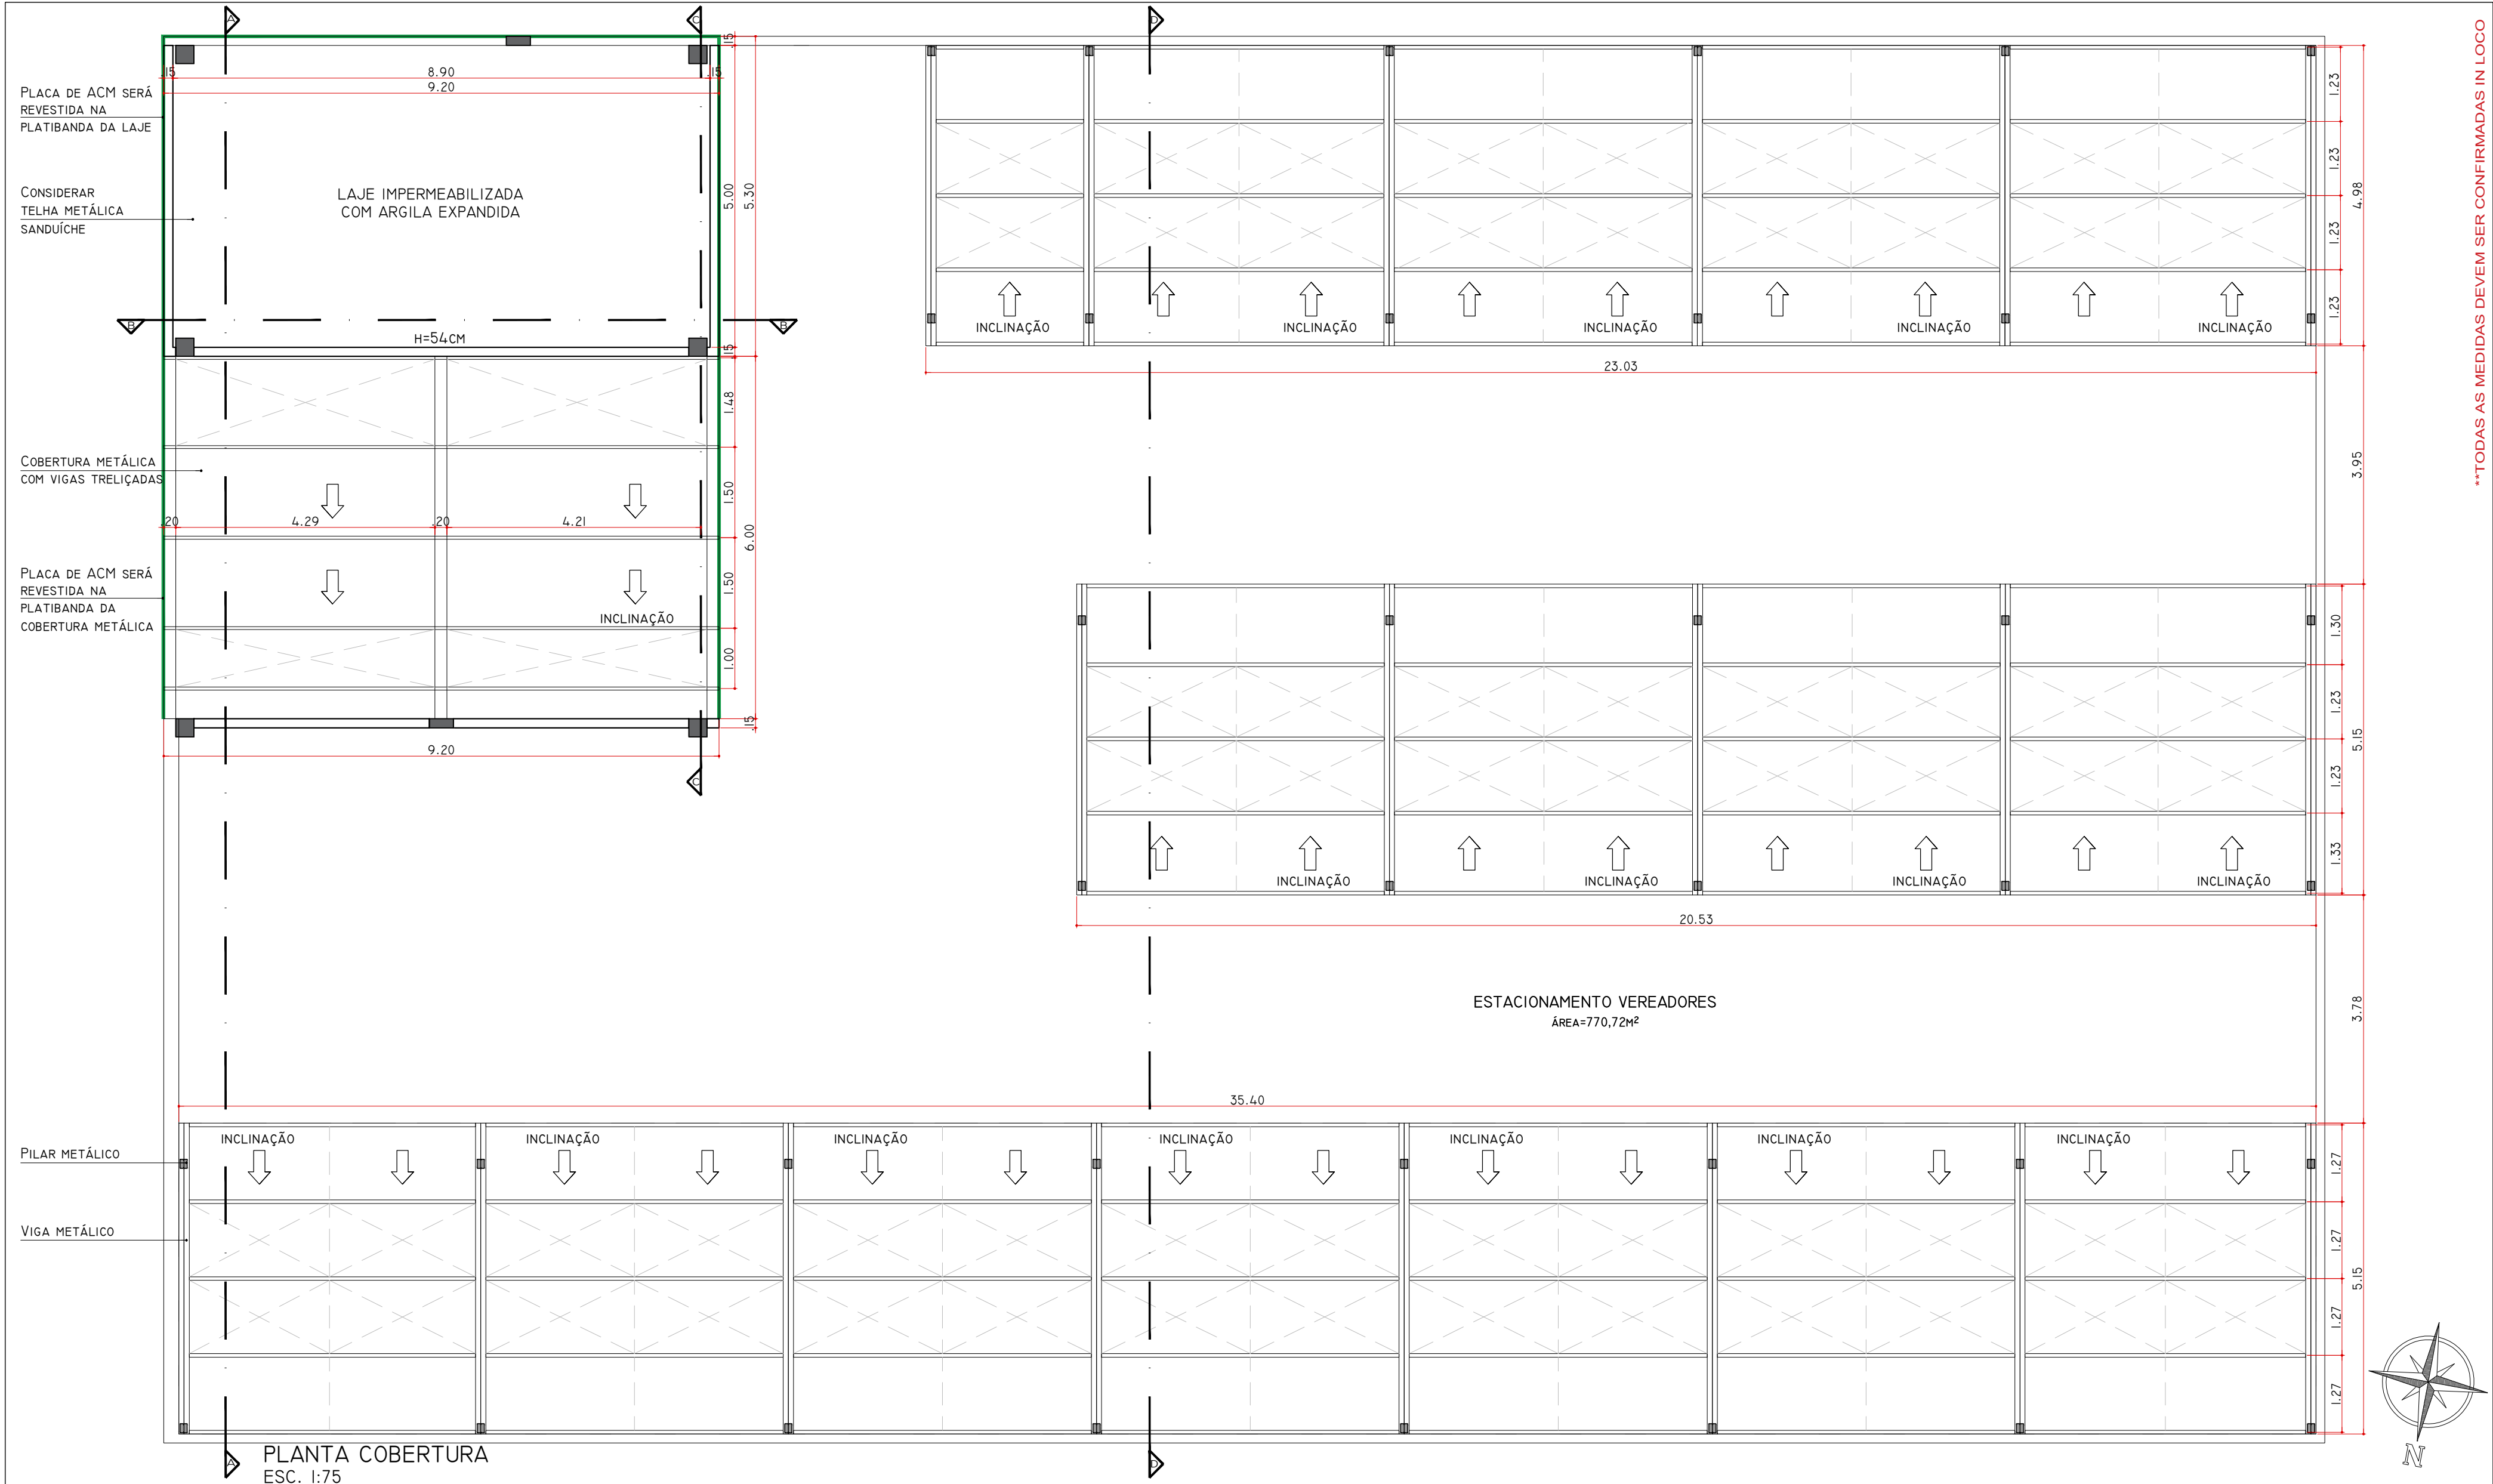 A
C
D
**TODAS AS MEDIDAS DEVEM SER CONFIRMADAS IN LOCO
.15
.15
8.90
.15
9.20
PLACA DE ACM SERÁ
REVESTIDA NA
PLATIBANDA DA LAJE
CONSIDERAR
TELHA METÁLICA
SANDUÍCHE
LAJE IMPERMEABILIZADA
COM ARGILA EXPANDIDA
5.00
5.30
B
B
H=54CM
.15
1.48
COBERTURA METÁLICA
COM VIGAS TRELIÇADAS
1.50
.20
4.29
.20
4.21
6.00
PLACA DE ACM SERÁ
REVESTIDA NA
PLATIBANDA DA
COBERTURA METÁLICA
1.50
INCLINAÇÃO
1.00
.15
9.20
C
1.23
1.23
1.23
1.23
4.98
INCLINAÇÃO
INCLINAÇÃO
INCLINAÇÃO
INCLINAÇÃO
INCLINAÇÃO
23.03
3.95
1.30
1.23
1.23
1.33
5.15
INCLINAÇÃO
INCLINAÇÃO
INCLINAÇÃO
INCLINAÇÃO
20.53
ESTACIONAMENTO VEREADORES
ÁREA=770,72M²
3.78
35.40
INCLINAÇÃO
INCLINAÇÃO
INCLINAÇÃO
INCLINAÇÃO
INCLINAÇÃO
INCLINAÇÃO
INCLINAÇÃO
PILAR METÁLICO
VIGA METÁLICO
1.27
1.27
1.27
1.27
5.15
N
A
D
PLANTA COBERTURA
ESC. 1:75